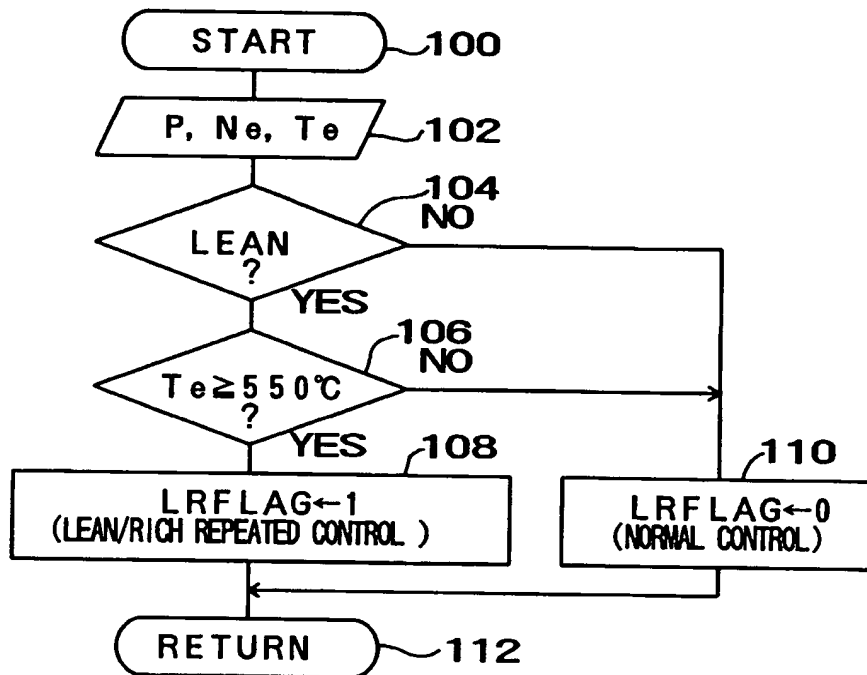 START
100
P, Ne, Te
102
104
NO
LEAN
?
YES
106
NO
Te≧550℃
?
YES
108
LRFLAG←1
(LEAN/RICH REPEATED CONTROL )
110
LRFLAG←0
(NORMAL CONTROL)
RETURN
112